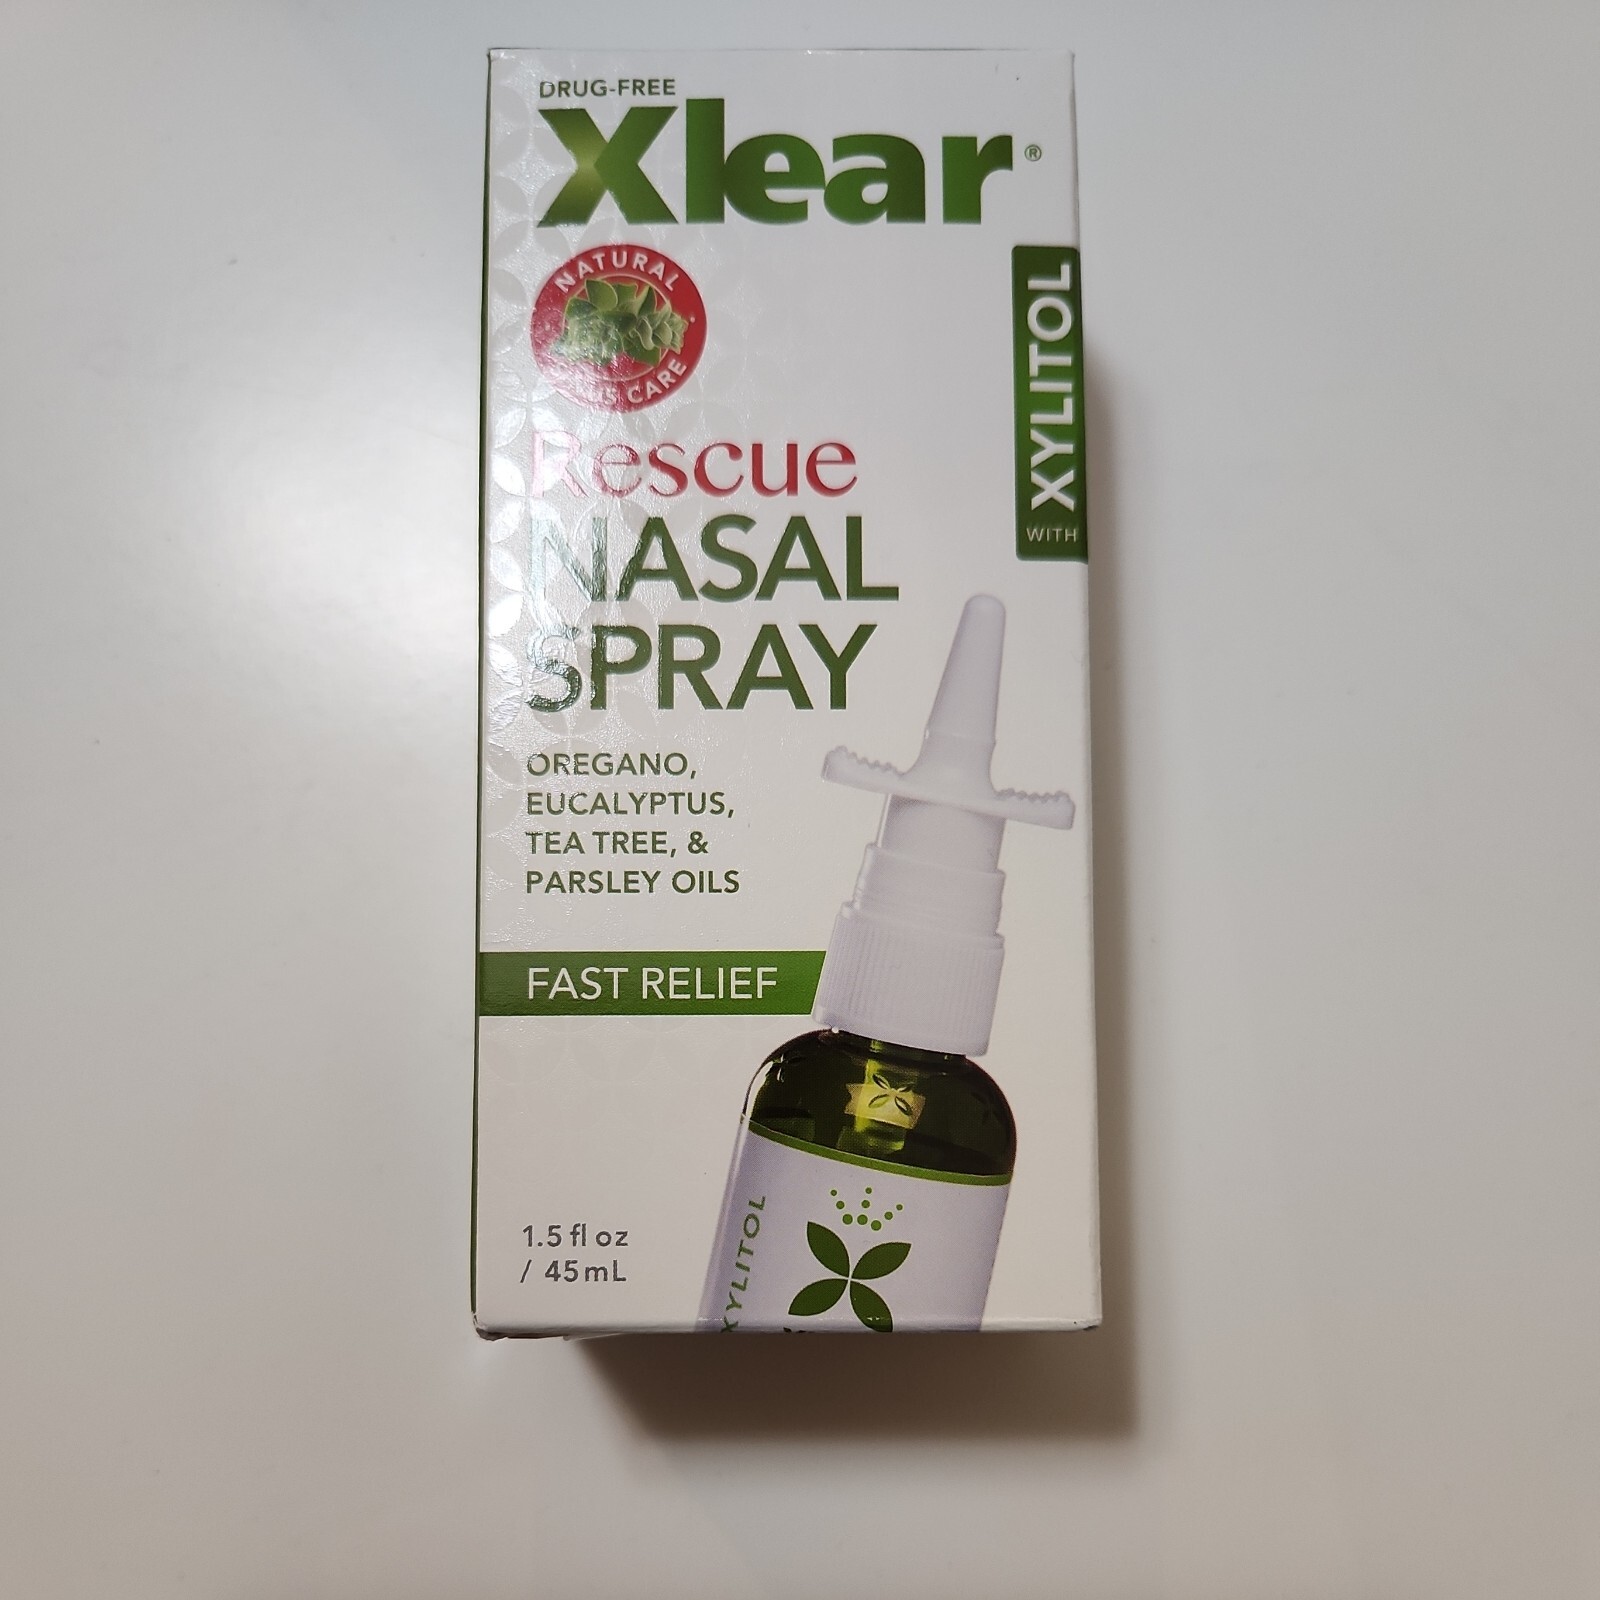 DRUG-FREE
Xlear®
NATURAL
CARE
Rescue
NASAL
SPRAY
OREGANO,
EUCALYPTUS,
TEA TREE, &
PARSLEY OILS
FAST RELIEF
1.5 fl oz
/ 45mL
WITH XYLITOL
XYLITOL